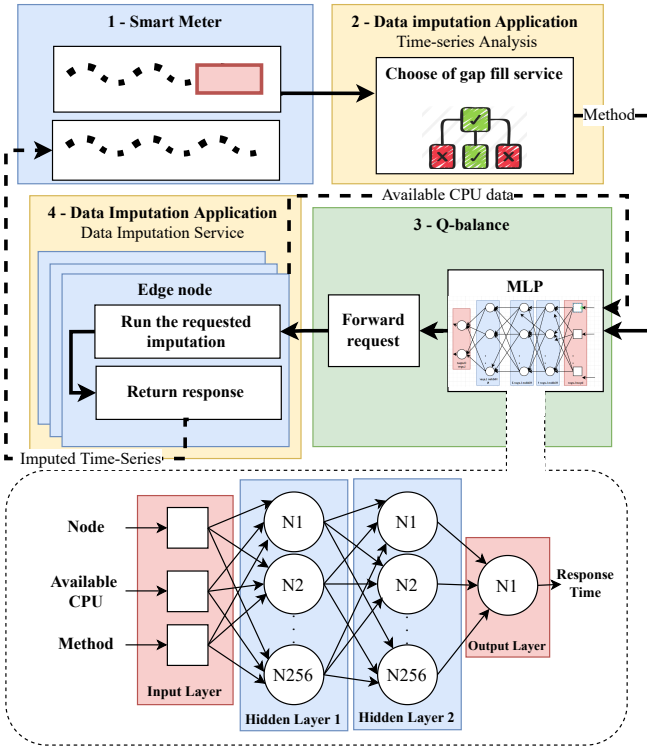 1 - Smart Meter
2 - Data imputation Application
Time-series Analysis
Choose of gap fill service
Method
Available CPU data
4 - Data Imputation Application
Data Imputation Service
3 - Q-balance
Edge node
MLP
Run the requested
imputation
Forward
request
Return response
Imputed Time-Series
Node
N1
N1
Available
CPU
N2
N2
N1
Response
Time
Method
. . .
. . .
N256
N256
Output Layer
Input Layer
Hidden Layer 1
Hidden Layer 2